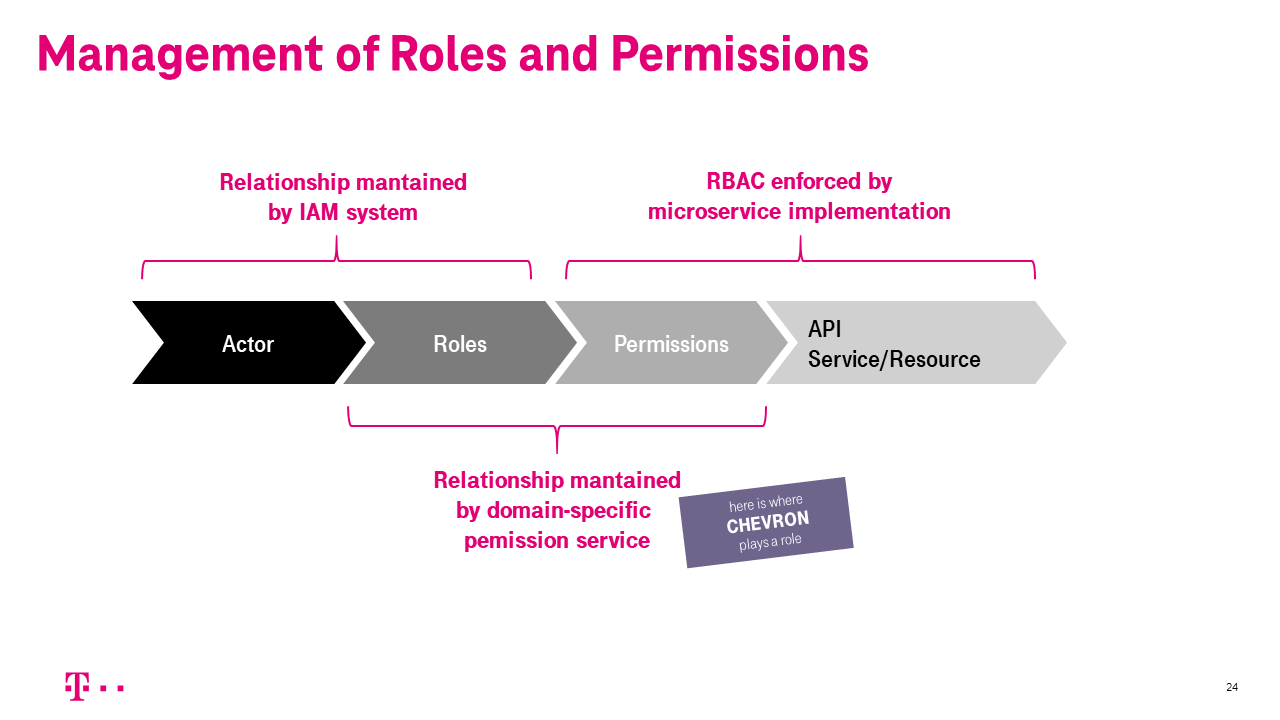 Management of Roles and Permissions
Relationship mantained
by IAM system
RBAC enforced by
microservice implementation
Actor
Roles
Permissions
API
Service/Resource
Relationship mantained
by domain-specific
pemission service
here is where
CHEVRON
plays a role
T
24